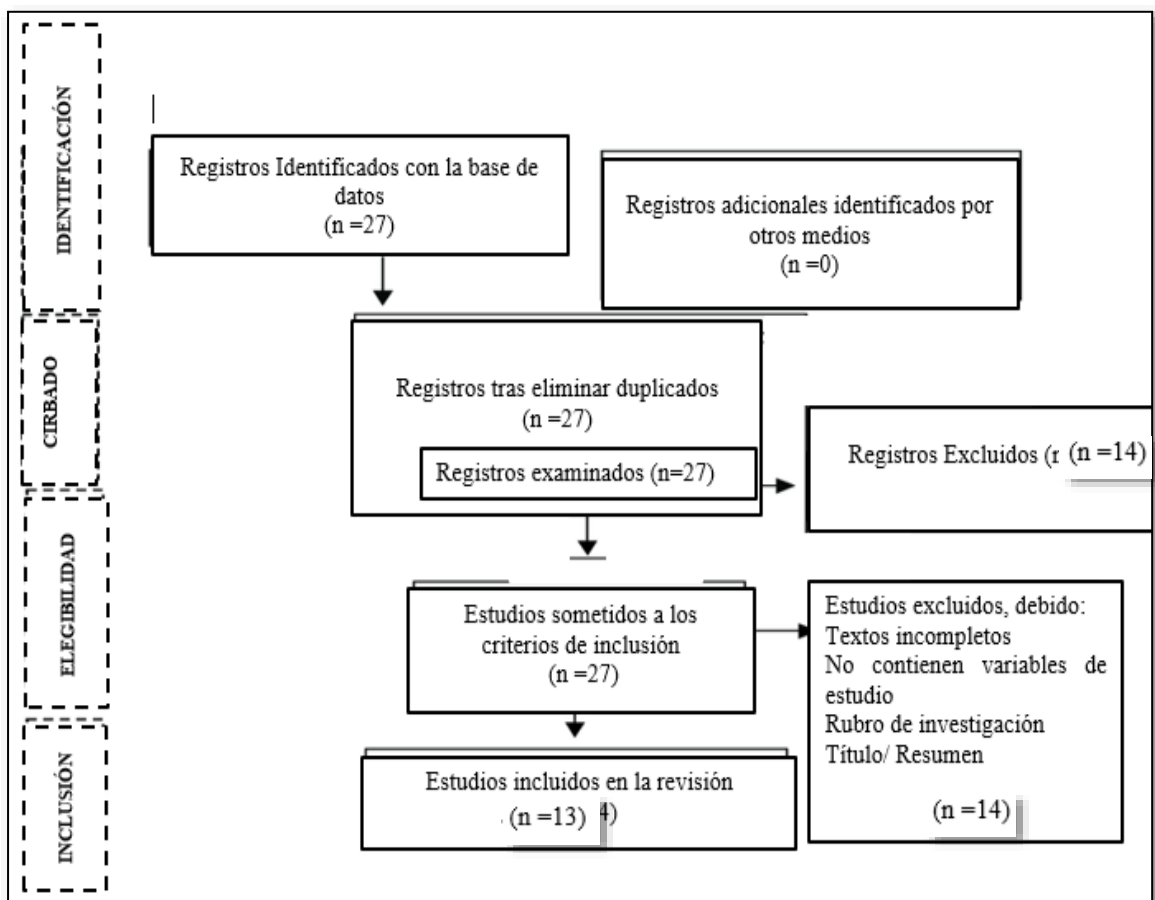 IDENTIFICACIÓN
Registros Identificados con la base de
datos
(n =27)
Registros adicionales identificados por
otros medios
(n =0)
CIRBADO
Registros tras eliminar duplicados
(n =27)
Registros examinados (n=27)
Registros Excluidos (r (n =14)
ELEGIBILIDAD
Estudios sometidos a los
criterios de inclusión
(n =27)
Estudios excluidos, debido:
Textos incompletos
No contienen variables de
estudio
Rubro de investigación
Título/ Resumen
(n =14)
INCLUSIÓN
Estudios incluidos en la revisión
(n =13) 4)